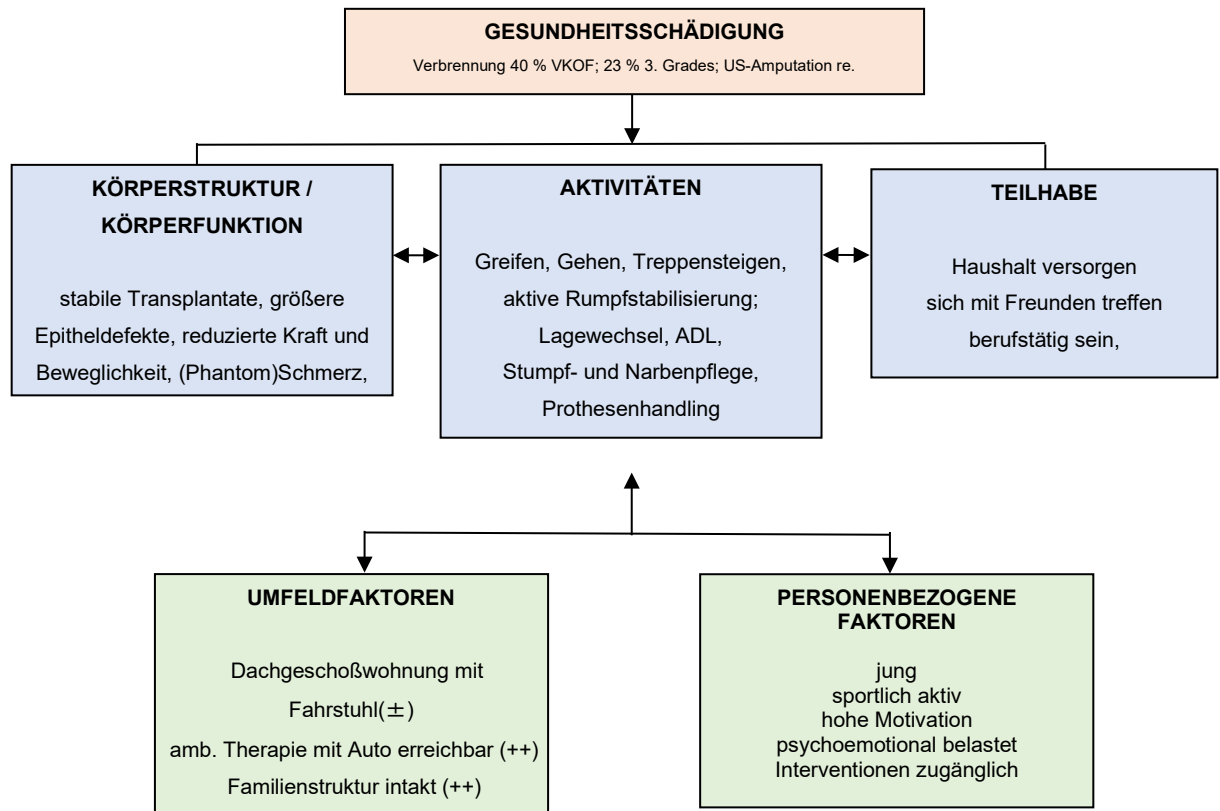 GESUNDHEITSSCHÄDIGUNG
Verbrennung 40 % VKOF; 23 % 3. Grades; US-Amputation re.
KÖRPERSTRUKTUR /
KÖRPERFUNKTION
stabile Transplantate, größere
Epitheldefekte, reduzierte Kraft und
Beweglichkeit, (Phantom)Schmerz,
AKTIVITÄTEN
Greifen, Gehen, Treppensteigen,
aktive Rumpfstabilisierung;
Lagewechsel, ADL,
Stumpf- und Narbenpflege,
Prothesenhandling
TEILHABE
Haushalt versorgen
sich mit Freunden treffen
berufstätig sein,
UMFELDFAKTOREN
Dachgeschoßwohnung mit
Fahrstuhl(±)
amb. Therapie mit Auto erreichbar (++)
Familienstruktur intakt (++)
PERSONENBEZOGENE
FAKTOREN
jung
sportlich aktiv
hohe Motivation
psychoemotional belastet
Interventionen zugänglich